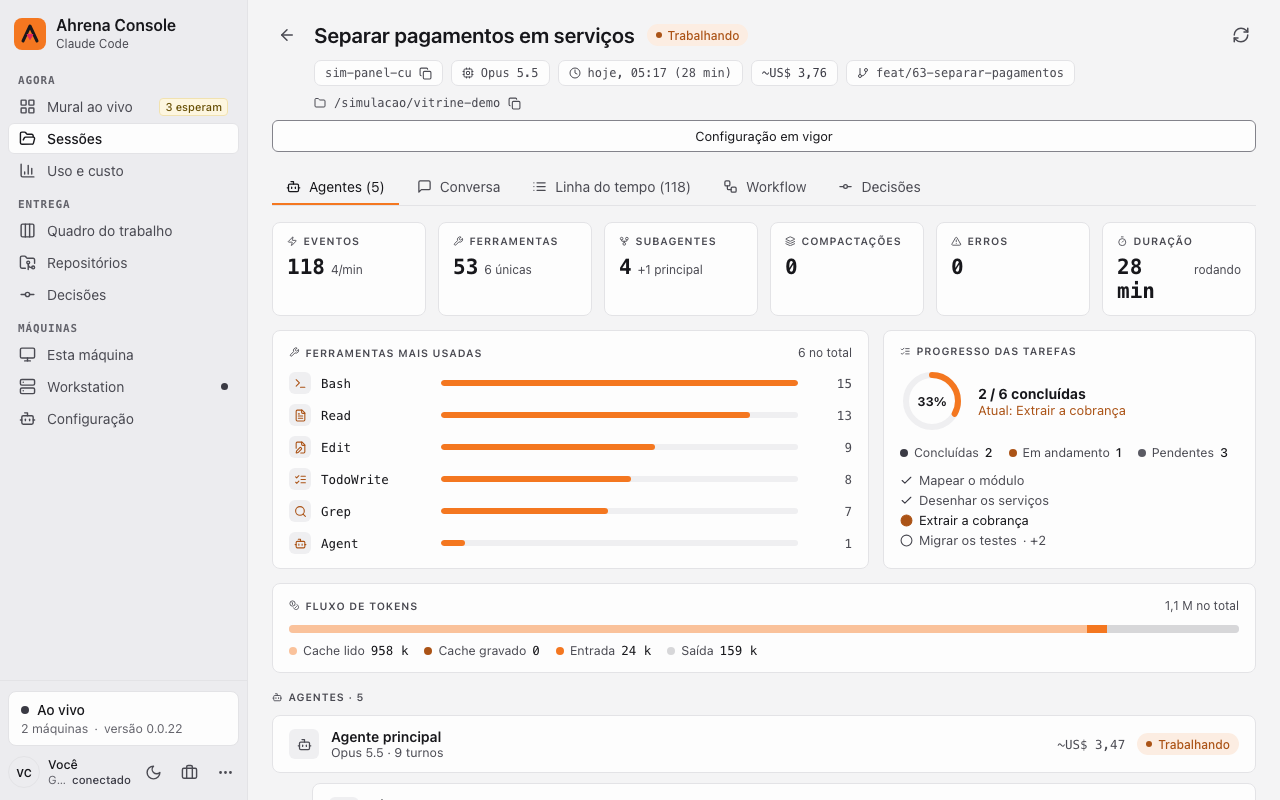 Ahrena Console
Claude Code
AGORA
Mural ao vivo 3 esperam
Sessões
Uso e custo
ENTREGA
Quadro do trabalho
Repositórios
Decisões
MÁQUINAS
Esta máquina
Workstation
Configuração
Ao vivo
2 máquinas · versão 0.0.22
VC Você
G... conectado
Separar pagamentos em serviços Trabalhando
sim-panel-cu Opus 5.5 hoje, 05:17 (28 min) ~US$ 3,76 feat/63-separar-pagamentos
/simulacao/vitrine-demo
Configuração em vigor
Agentes (5) Conversa Linha do tempo (118) Workflow Decisões
EVENTOS
118 4/min
FERRAMENTAS
53 6 únicas
SUBAGENTES
4 +1 principal
COMPACTAÇÕES
0
ERROS
0
DURAÇÃO
28 min rodando
FERRAMENTAS MAIS USADAS 6 no total
Bash 15
Read 13
Edit 9
TodoWrite 8
Grep 7
Agent 1
PROGRESSO DAS TAREFAS
33%
2 / 6 concluídas
Atual: Extrair a cobrança
Concluídas 2 Em andamento 1 Pendentes 3
Mapear o módulo
Desenhar os serviços
Extrair a cobrança
Migrar os testes · +2
FLUXO DE TOKENS 1,1 M no total
Cache lido 958 k Cache gravado 0 Entrada 24 k Saída 159 k
AGENTES · 5
Agente principal
Opus 5.5 · 9 turnos
~US$ 3,47 Trabalhando